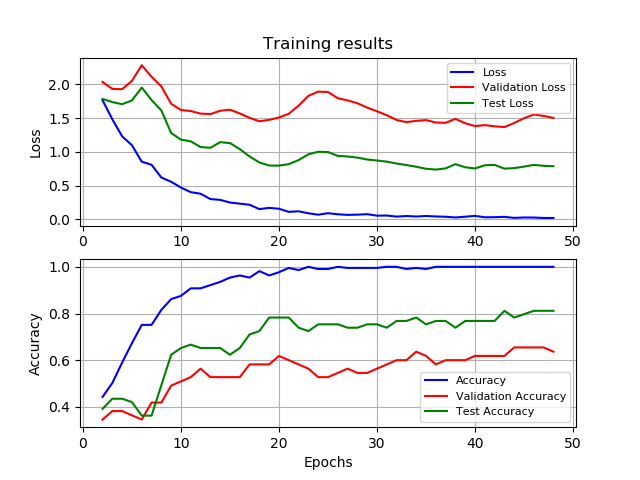 Training results
Loss
2.0
1.5
1.0
0.5
0.0
Loss
Validation Loss
Test Loss
0 10 20 30 40 50
Accuracy
1.0
0.8
0.6
0.4
Accuracy
Validation Accuracy
Test Accuracy
0 10 20 30 40 50
Epochs